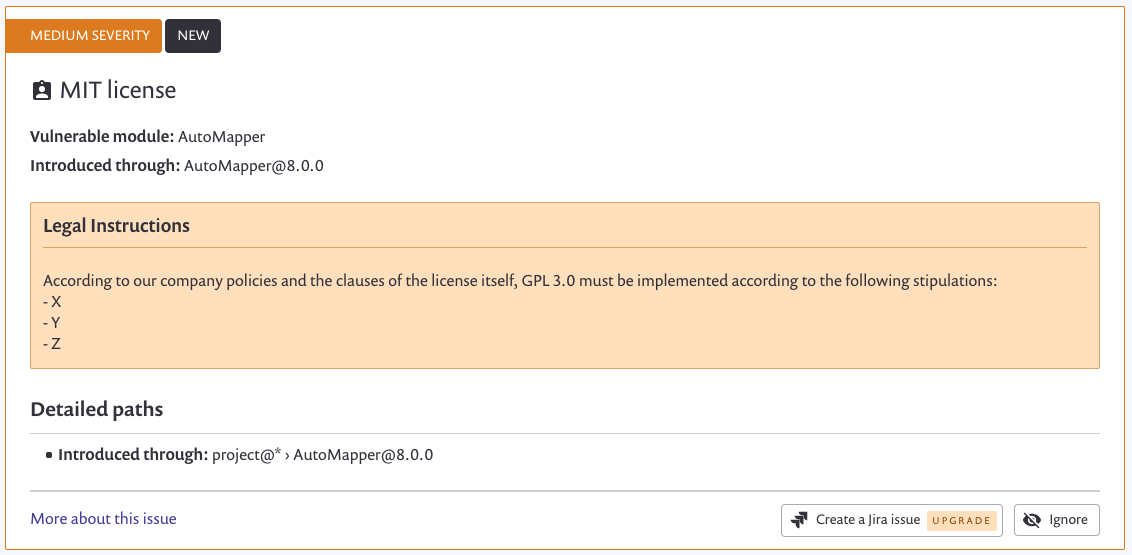 MEDIUM SEVERITY NEW
MIT license
Vulnerable module: AutoMapper
Introduced through: AutoMapper@8.0.0
Legal Instructions
According to our company policies and the clauses of the license itself, GPL 3.0 must be implemented according to the following stipulations:
- X
- Y
- Z
Detailed paths
• Introduced through: project@* › AutoMapper@8.0.0
More about this issue Create a Jira issue UPGRADE Ignore